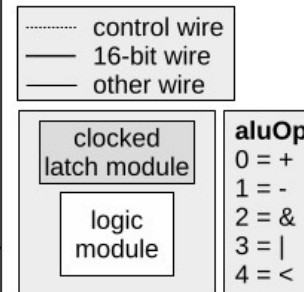 control wire
16-bit wire
other wire
clocked
latch module
logic
module
aluOp
0 = +
1 = -
2 = &
3 = |
4 = <